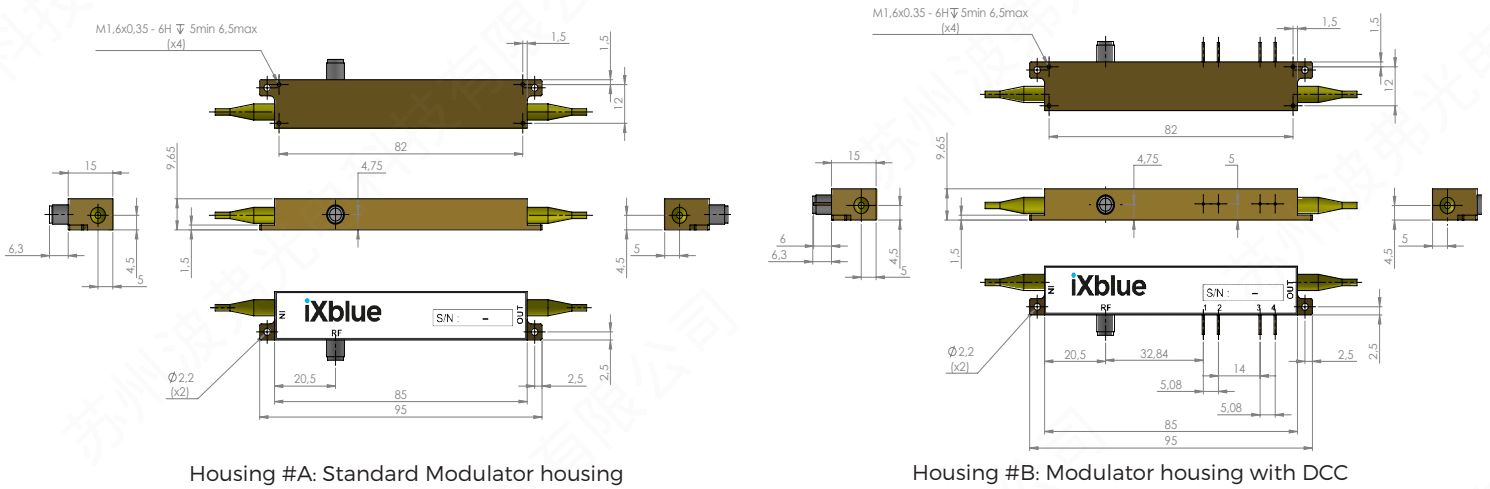 M1,6x0,35 - 6H ↧ 5min 6,5max
(x4)
1,5
1,5
12
82
9,65
15
4,75
6,3
1,5
4,5
5
4,5
5
iXblue
IN
RF
S/N : –
OUT
Ø2,2
(x2)
20,5
2,5
2,5
85
95
Housing #A: Standard Modulator housing
M1,6x0.35 - 6H ↧ 5min 6,5max
(x4)
1,5
1,5
12
82
9,65
15
4,75
5
6
6,3
1,5
4,5
5
4,5
5
iXblue
IN
RF
S/N : –
OUT
1 2 3 4
Ø2,2
(x2)
20,5
32,84
14
5,08
5,08
2,5
2,5
85
95
Housing #B: Modulator housing with DCC